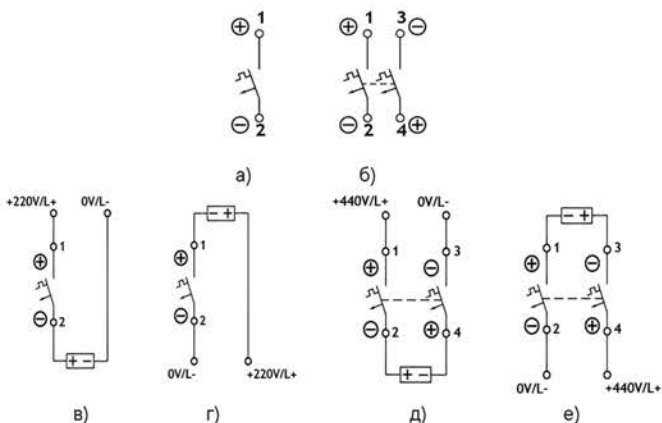 ⊕ 1 ⊕ 1 3 ⊖
⊖ 2 ⊖ 2 4 ⊕
а) б)
+220V/L+ 0V/L- +440V/L+ 0V/L-
- +
- +
1 1 1 3 1 3
⊕ ⊕ ⊕ ⊖ ⊕ ⊖
⊖ 2 ⊖ 2 ⊖ 2 ⊕ 4 ⊖ 2 ⊕ 4
+ -
+ -
0V/L- +220V/L+ 0V/L- +440V/L+
в) г) д) е)